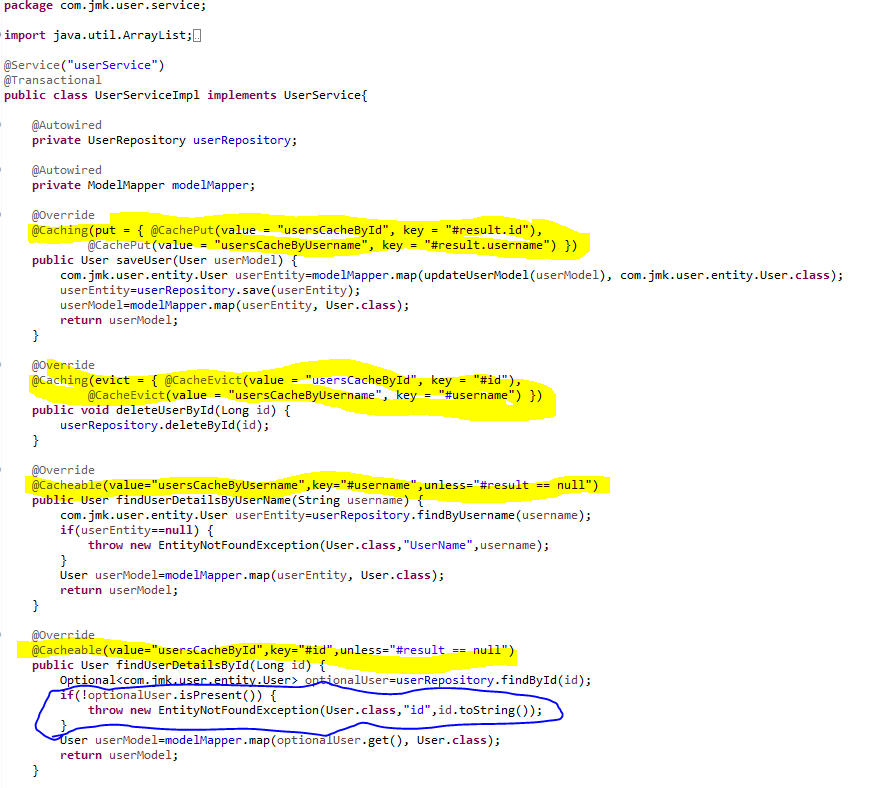 package com.jmk.user.service;
import java.util.ArrayList;
@Service("userService")
@Transactional
public class UserServiceImpl implements UserService{
@Autowired
private UserRepository userRepository;
@Autowired
private ModelMapper modelMapper;
@Override
@Caching(put = { @CachePut(value = "usersCacheById", key = "#result.id"),
@CachePut(value = "usersCacheByUsername", key = "#result.username") })
public User saveUser(User userModel) {
com.jmk.user.entity.User userEntity=modelMapper.map(updateUserModel(userModel), com.jmk.user.entity.User.class);
userEntity=userRepository.save(userEntity);
userModel=modelMapper.map(userEntity, User.class);
return userModel;
}
@Override
@Caching(evict = { @CacheEvict(value = "usersCacheById", key = "#id"),
@CacheEvict(value = "usersCacheByUsername", key = "#username") })
public void deleteUserById(Long id) {
userRepository.deleteById(id);
}
@Override
@Cacheable(value="usersCacheByUsername",key="#username",unless="#result == null")
public User findUserDetailsByUserName(String username) {
com.jmk.user.entity.User userEntity=userRepository.findByUsername(username);
if(userEntity==null) {
throw new EntityNotFoundException(User.class,"UserName",username);
}
User userModel=modelMapper.map(userEntity, User.class);
return userModel;
}
@Override
@Cacheable(value="usersCacheById",key="#id",unless="#result == null")
public User findUserDetailsById(Long id) {
Optional<com.jmk.user.entity.User> optionalUser=userRepository.findById(id);
if(!optionalUser.isPresent()) {
throw new EntityNotFoundException(User.class,"id",id.toString());
}
User userModel=modelMapper.map(optionalUser.get(), User.class);
return userModel;
}